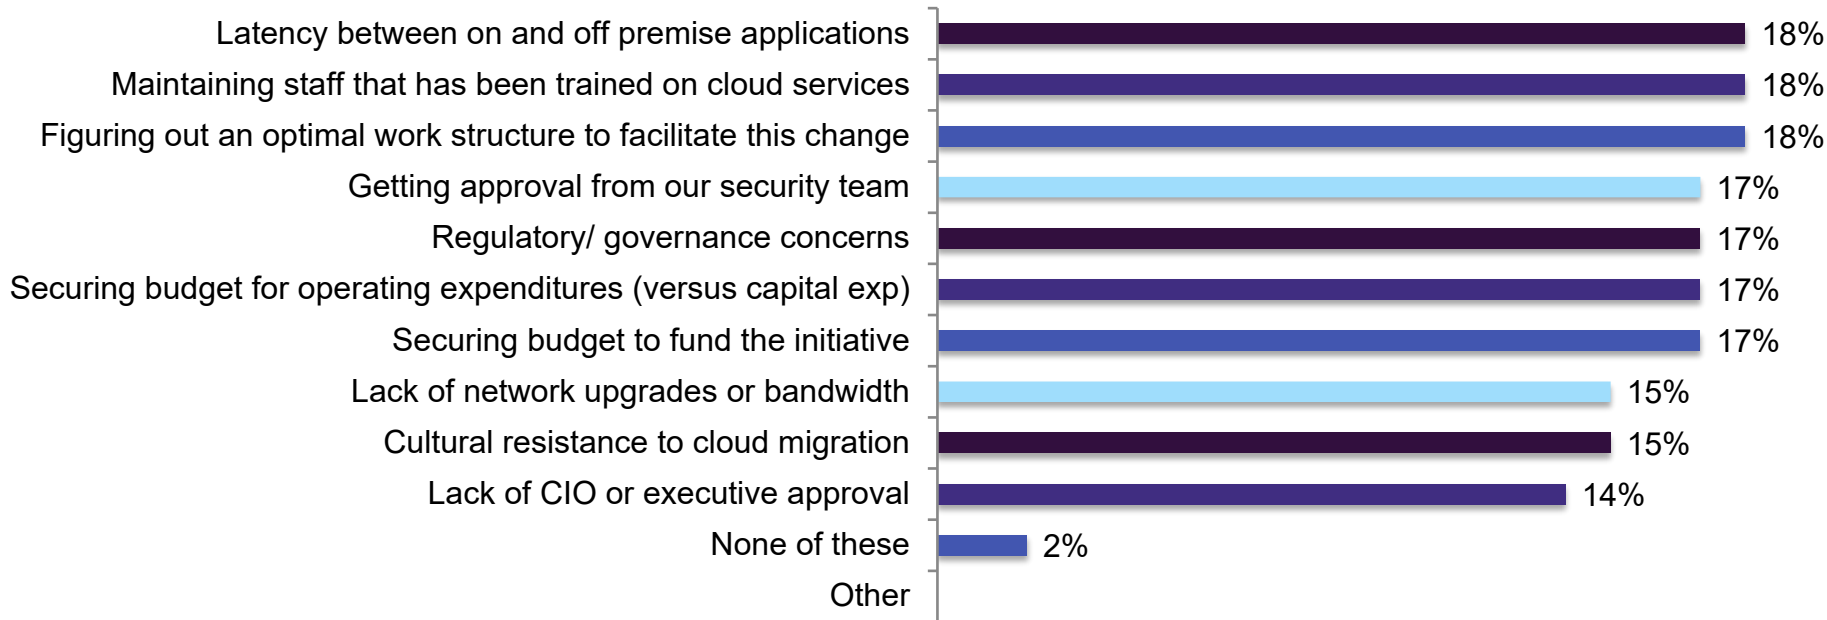 Latency between on and off premise applications 18%
Maintaining staff that has been trained on cloud services 18%
Figuring out an optimal work structure to facilitate this change 18%
Getting approval from our security team 17%
Regulatory/ governance concerns 17%
Securing budget for operating expenditures (versus capital exp) 17%
Securing budget to fund the initiative 17%
Lack of network upgrades or bandwidth 15%
Cultural resistance to cloud migration 15%
Lack of CIO or executive approval 14%
None of these 2%
Other